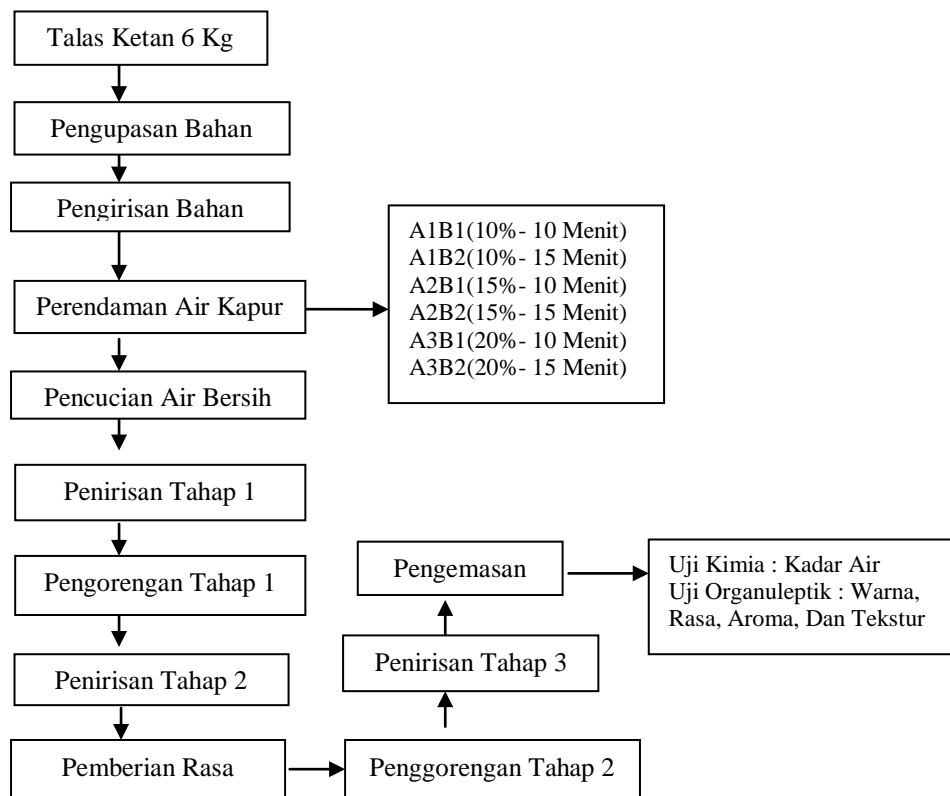 Talas Ketan 6 Kg
Pengupasan Bahan
Pengirisan Bahan
Perendaman Air Kapur
A1B1(10%- 10 Menit)
A1B2(10%- 15 Menit)
A2B1(15%- 10 Menit)
A2B2(15%- 15 Menit)
A3B1(20%- 10 Menit)
A3B2(20%- 15 Menit)
Pencucian Air Bersih
Penirisan Tahap 1
Pengorengan Tahap 1
Penirisan Tahap 2
Pemberian Rasa
Penggorengan Tahap 2
Penirisan Tahap 3
Pengemasan
Uji Kimia : Kadar Air
Uji Organuleptik : Warna,
Rasa, Aroma, Dan Tekstur